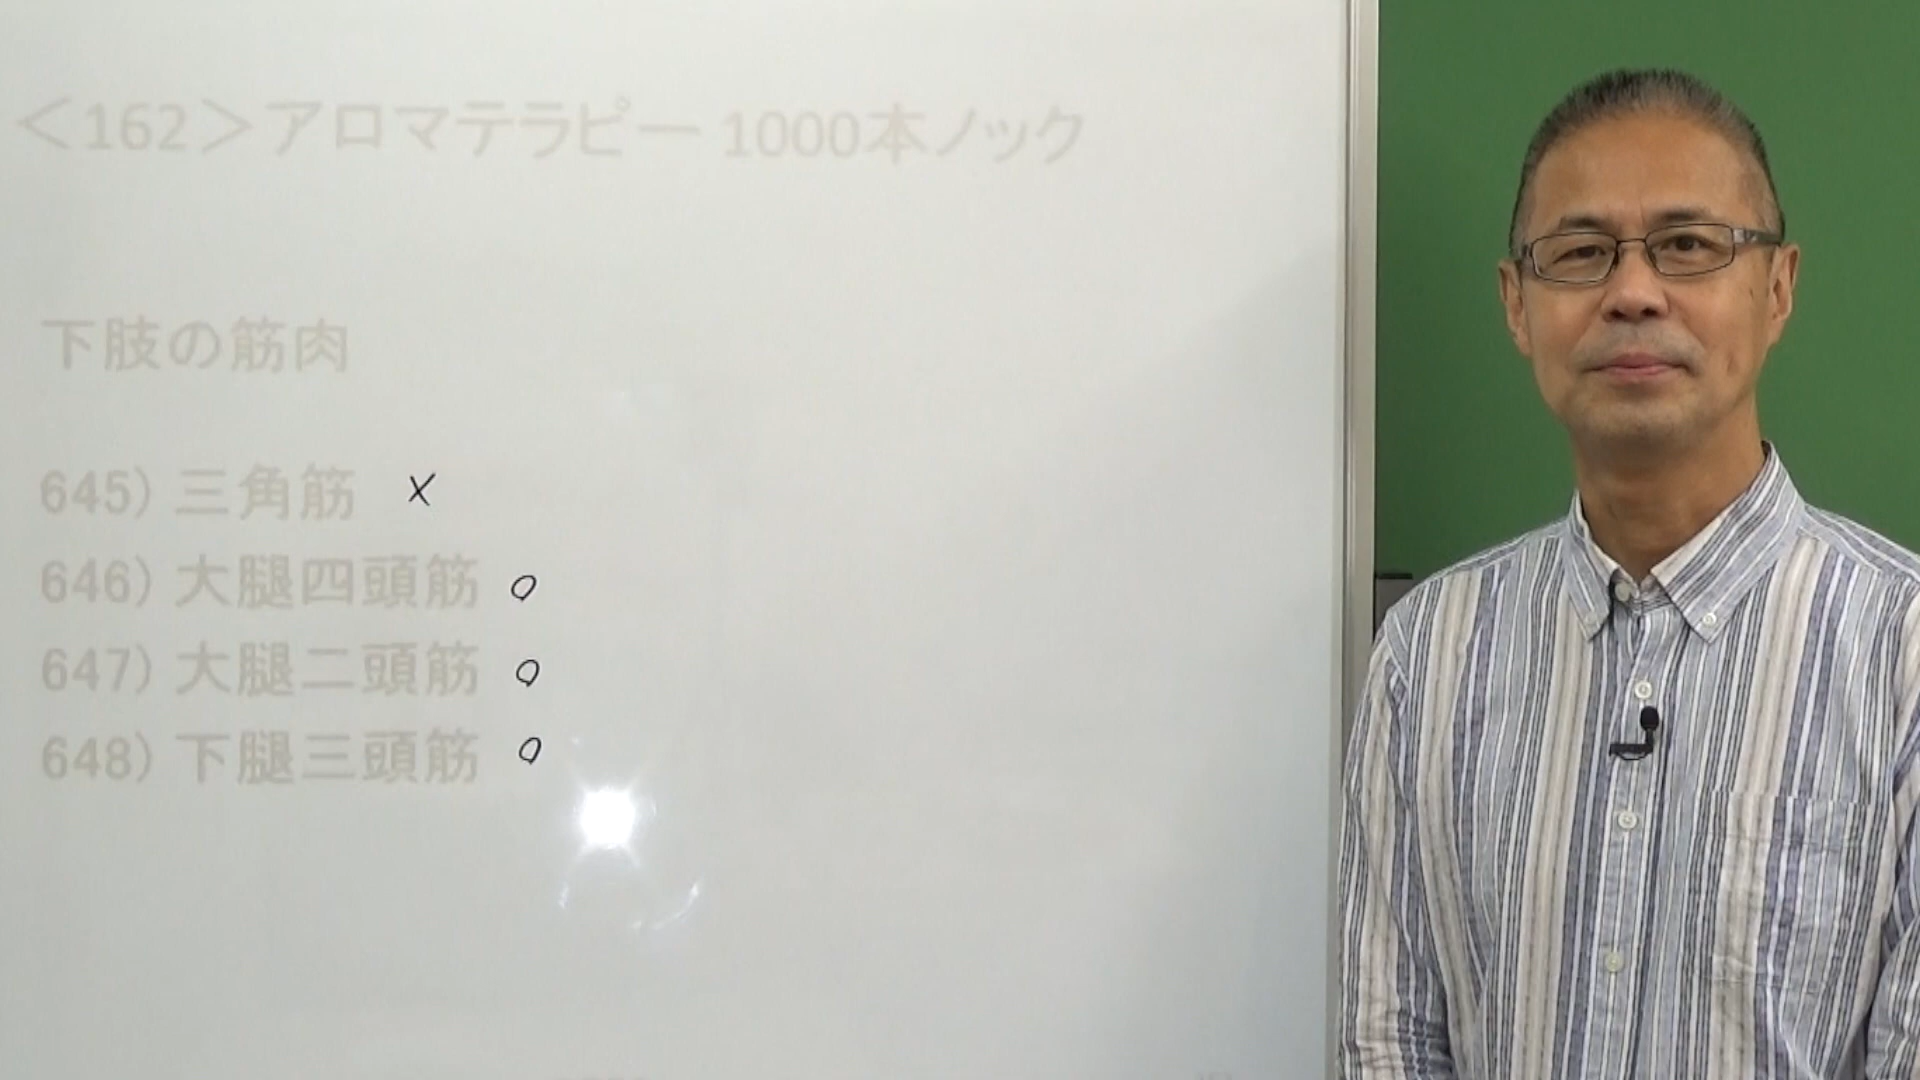 ＜162＞アロマテラピー 1000本ノック
下肢の筋肉
645) 三角筋 ×
646) 大腿四頭筋 ○
647) 大腿二頭筋 ○
648) 下腿三頭筋 ○